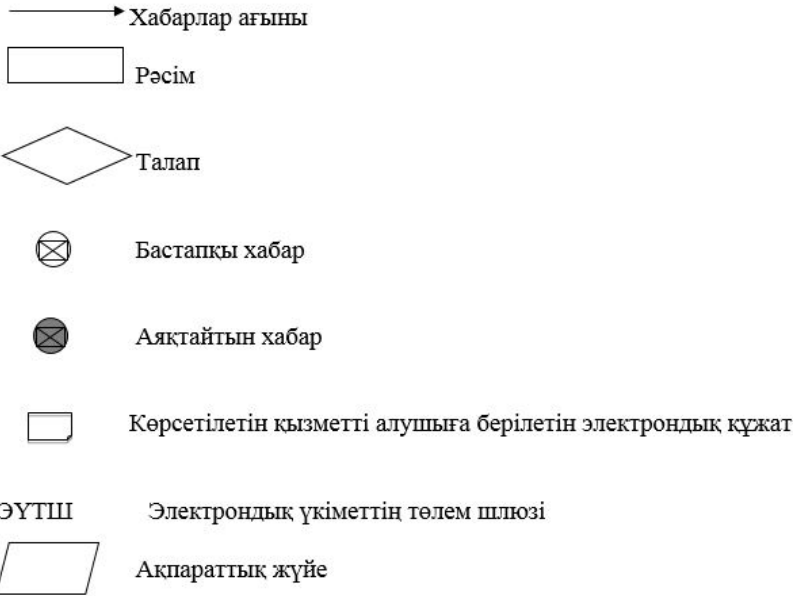 Хабарлар ағыны
Рәсім
Талап
Бастапқы хабар
Аяқтайтын хабар
Көрсетілетін қызметті алушыға берілетін электрондық құжат
ЭҮТШ Электрондық үкіметтің төлем шлюзі
Ақпараттық жүйе